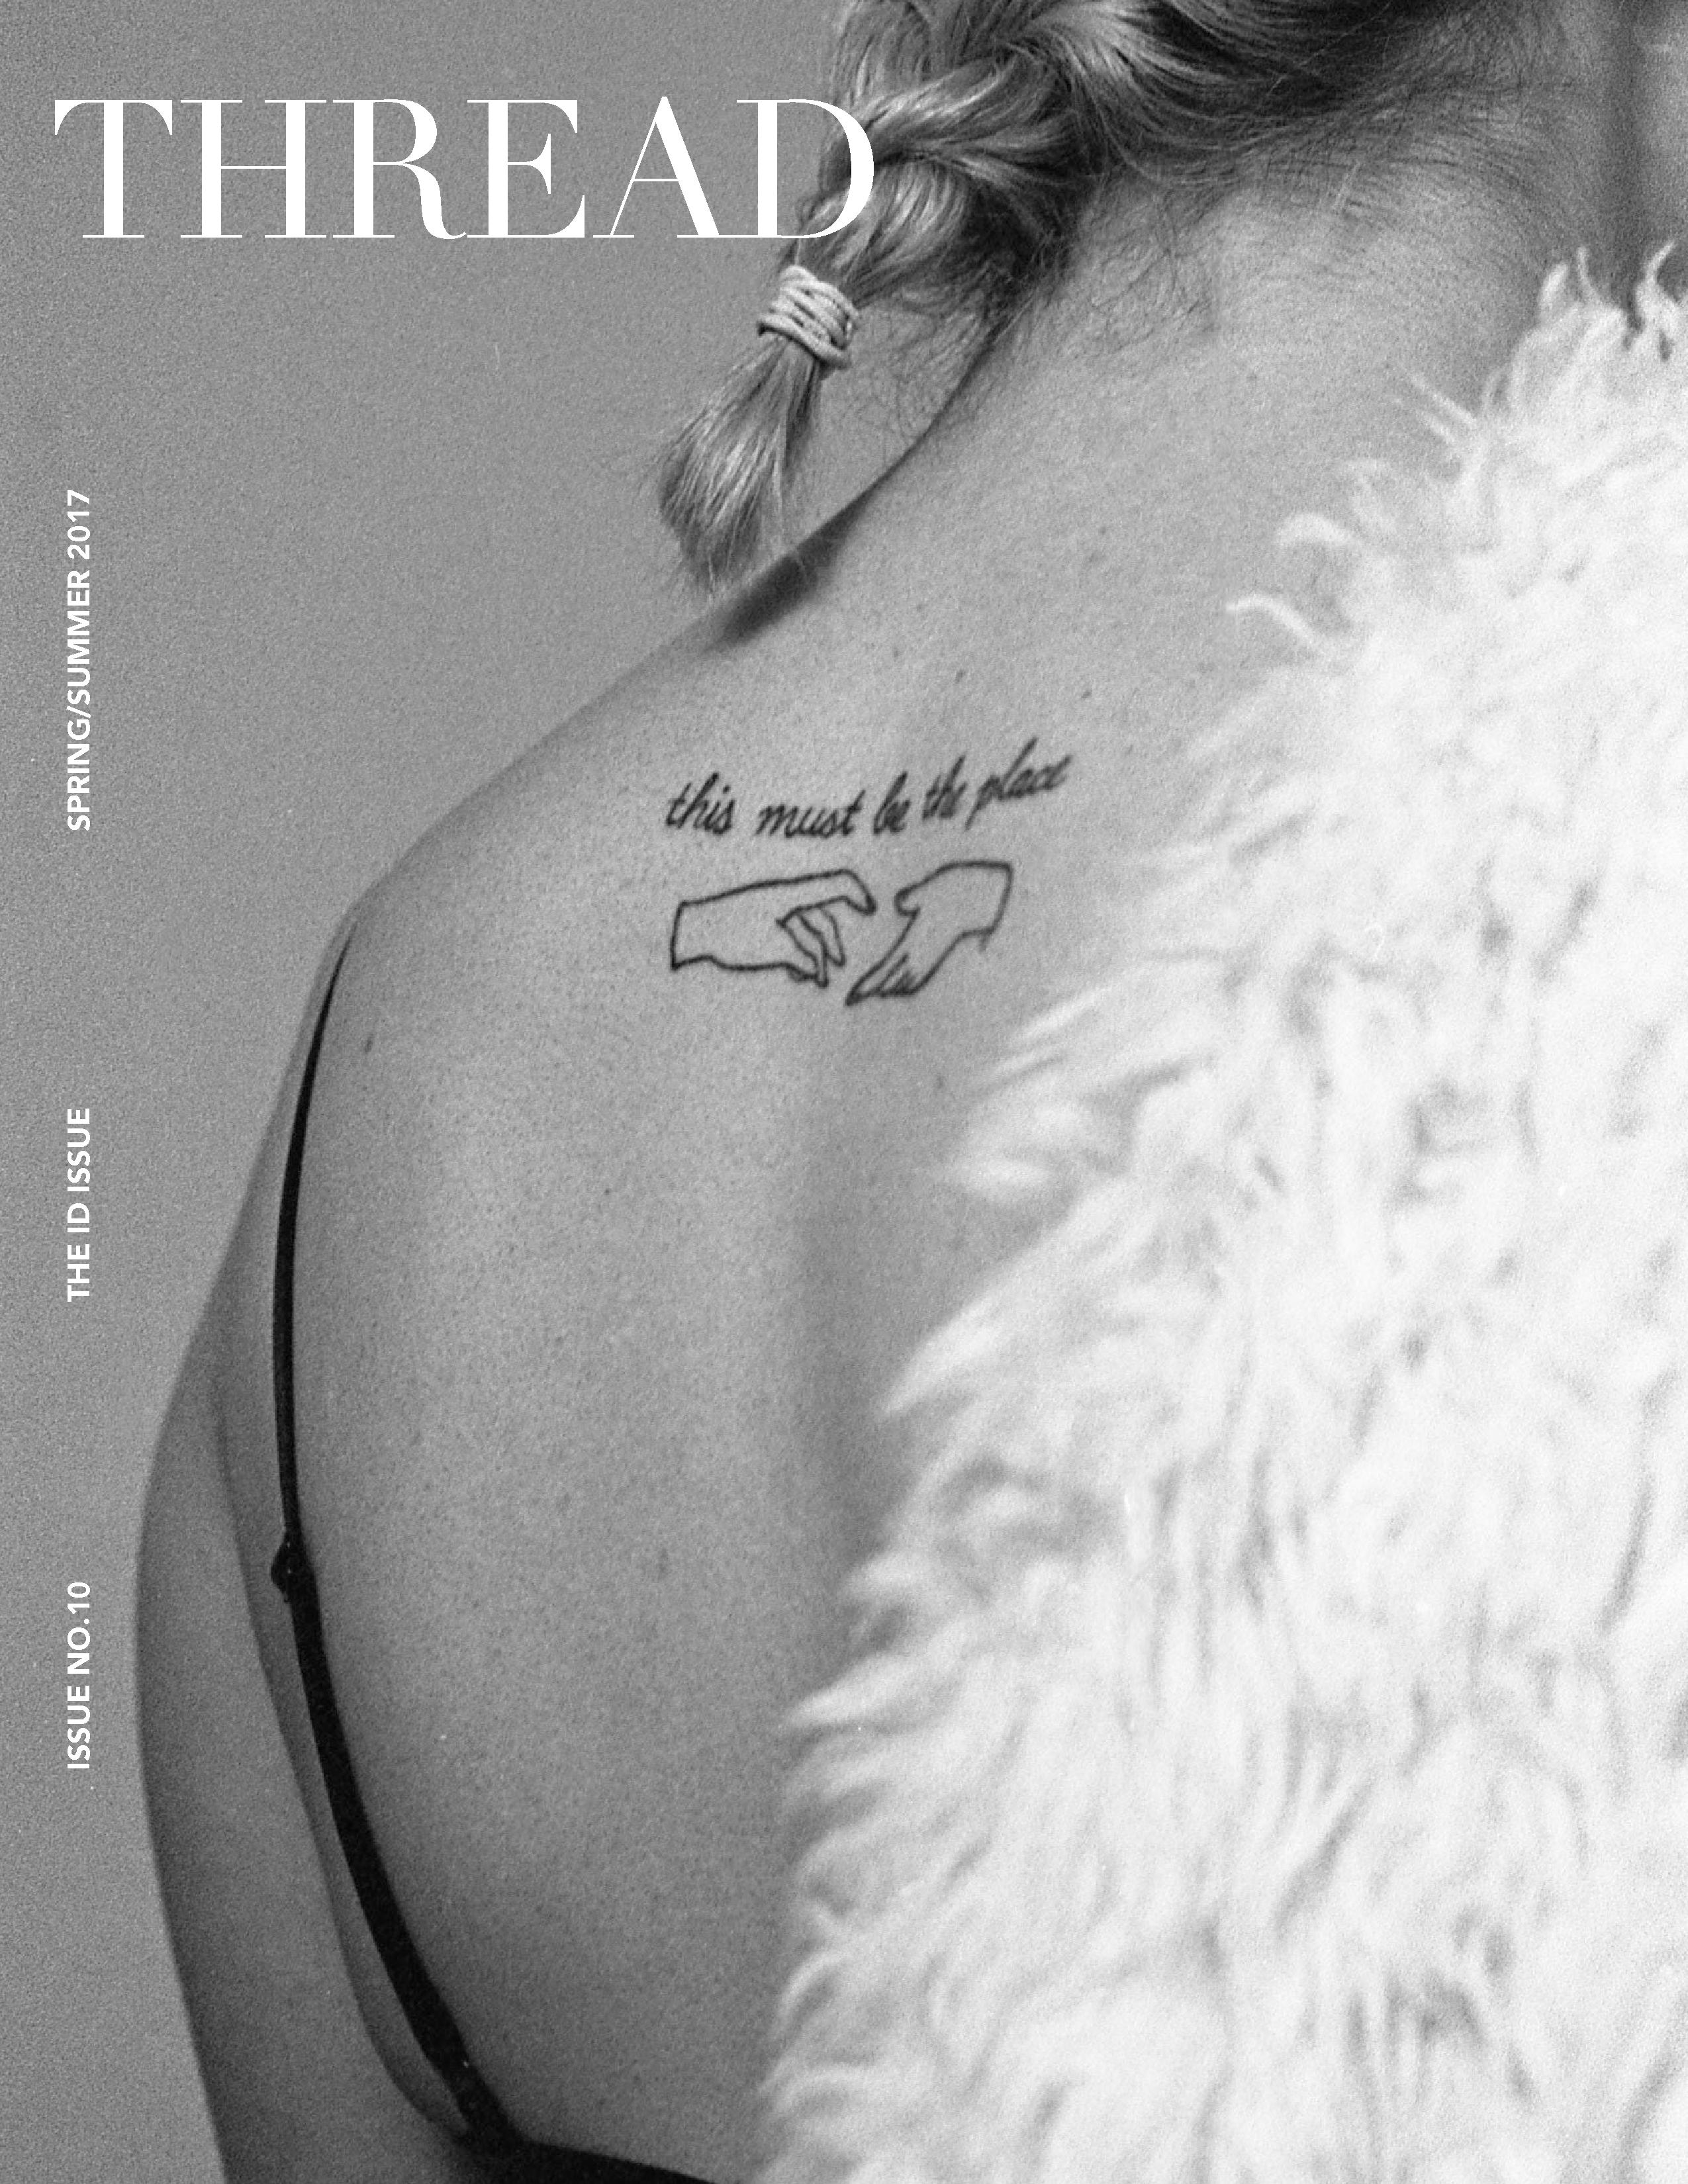 THREAD
SPRING/SUMMER 2017
this must be the place
THE ID ISSUE
ISSUE NO.10